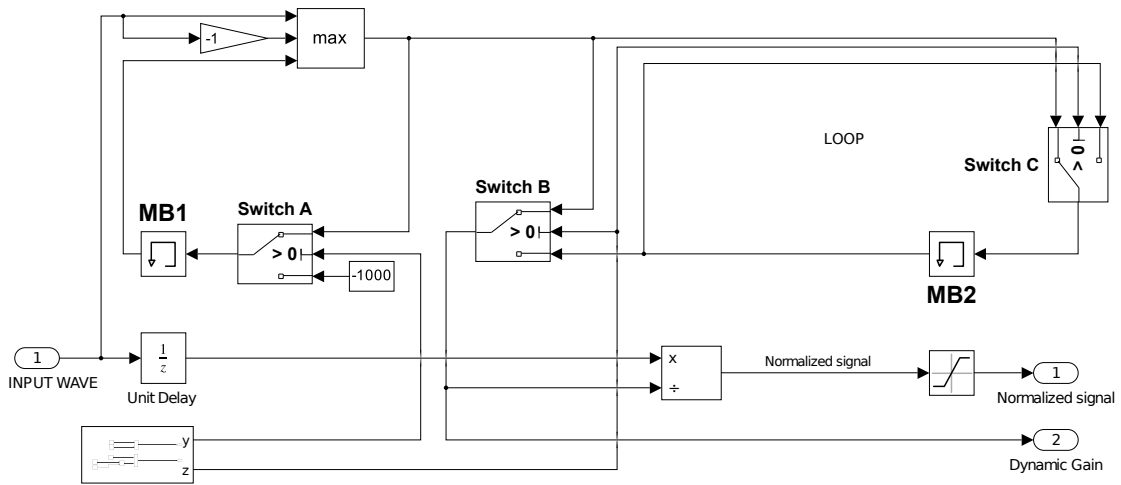 -1
max
LOOP
Switch C
> 0
Switch B
> 0
MB1
Switch A
> 0
-1000
MB2
1
INPUT WAVE
1
z
Unit Delay
x
÷
Normalized signal
1
Normalized signal
y
z
2
Dynamic Gain